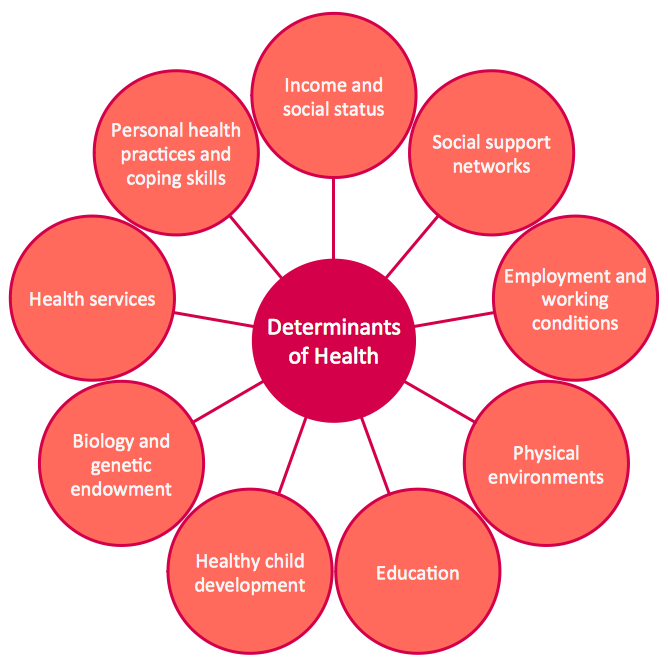 Income and
social status
Social support
networks
Employment and
working
conditions
Physical
environments
Education
Healthy child
development
Biology and
genetic
endowment
Health services
Personal health
practices and
coping skills
Determinants
of Health